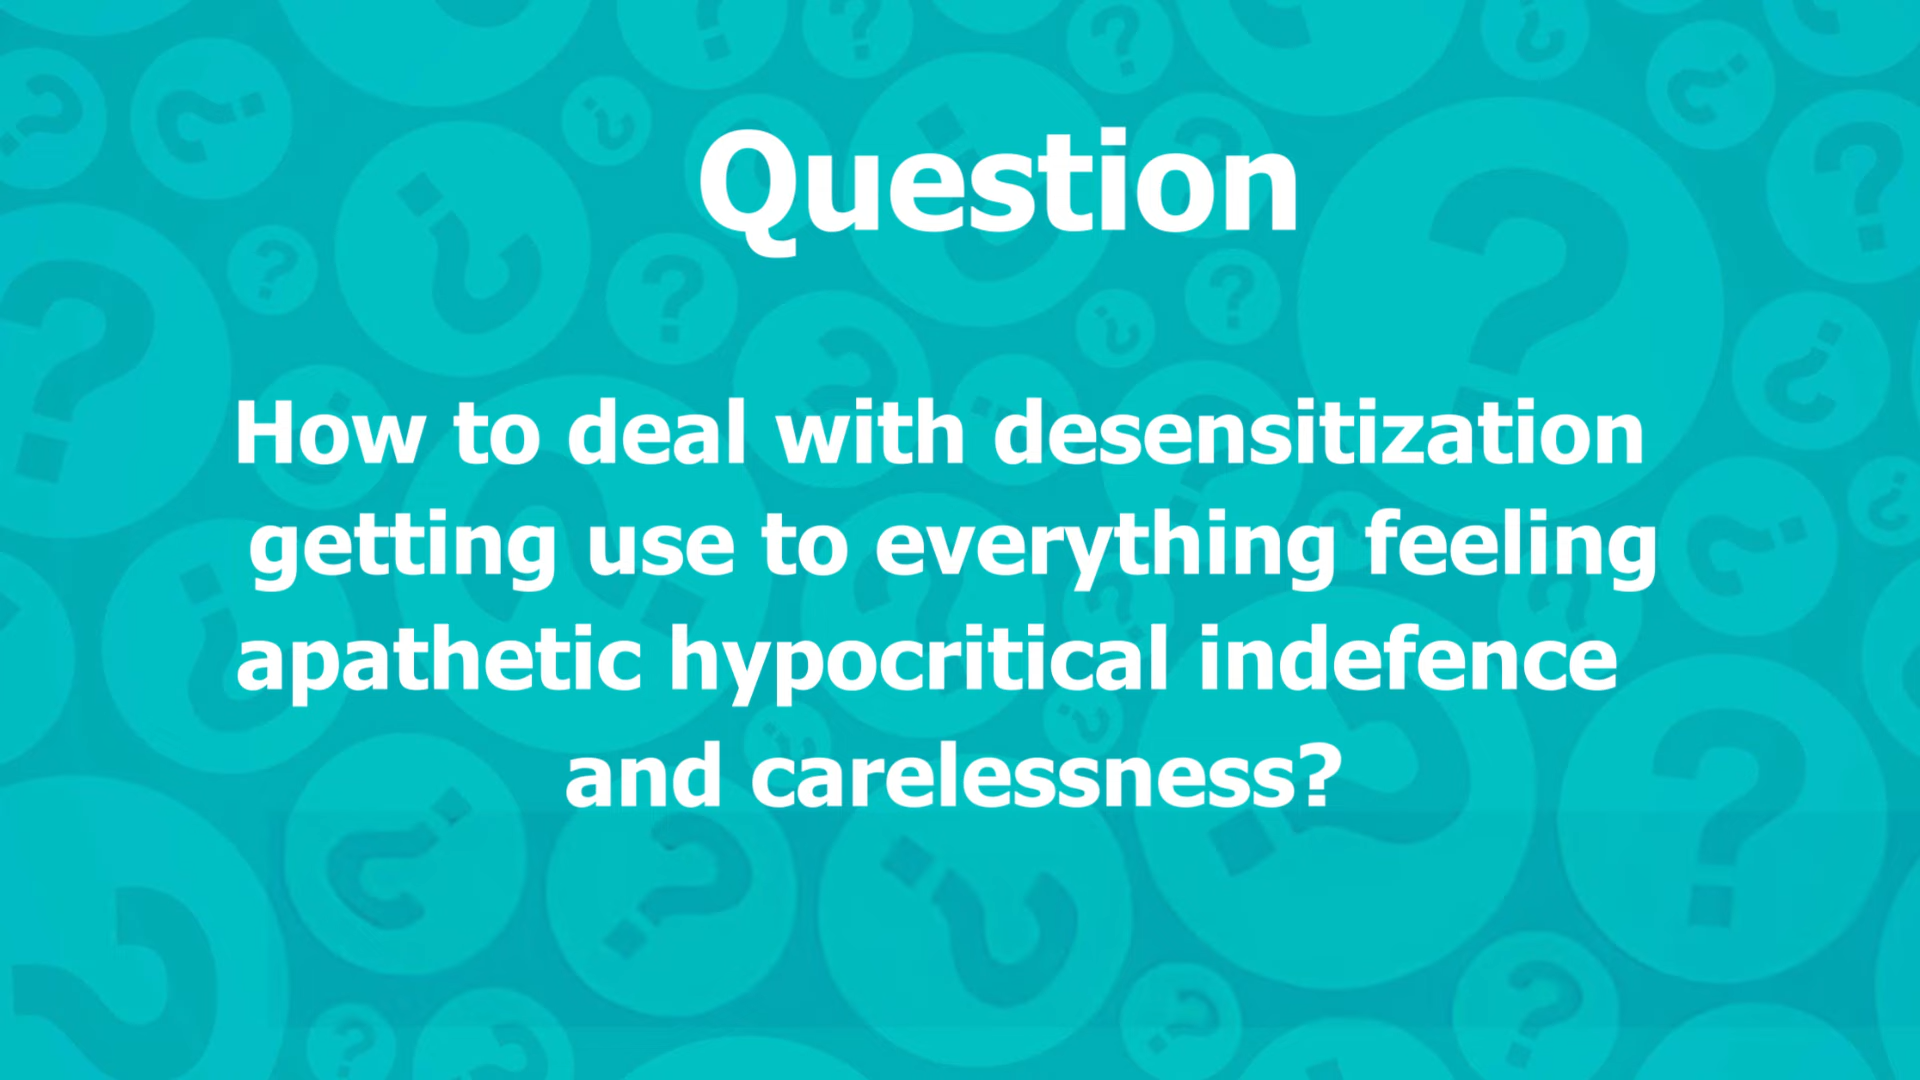 Question
How to deal with desensitization
getting use to everything feeling
apathetic hypocritical indefence
and carelessness?